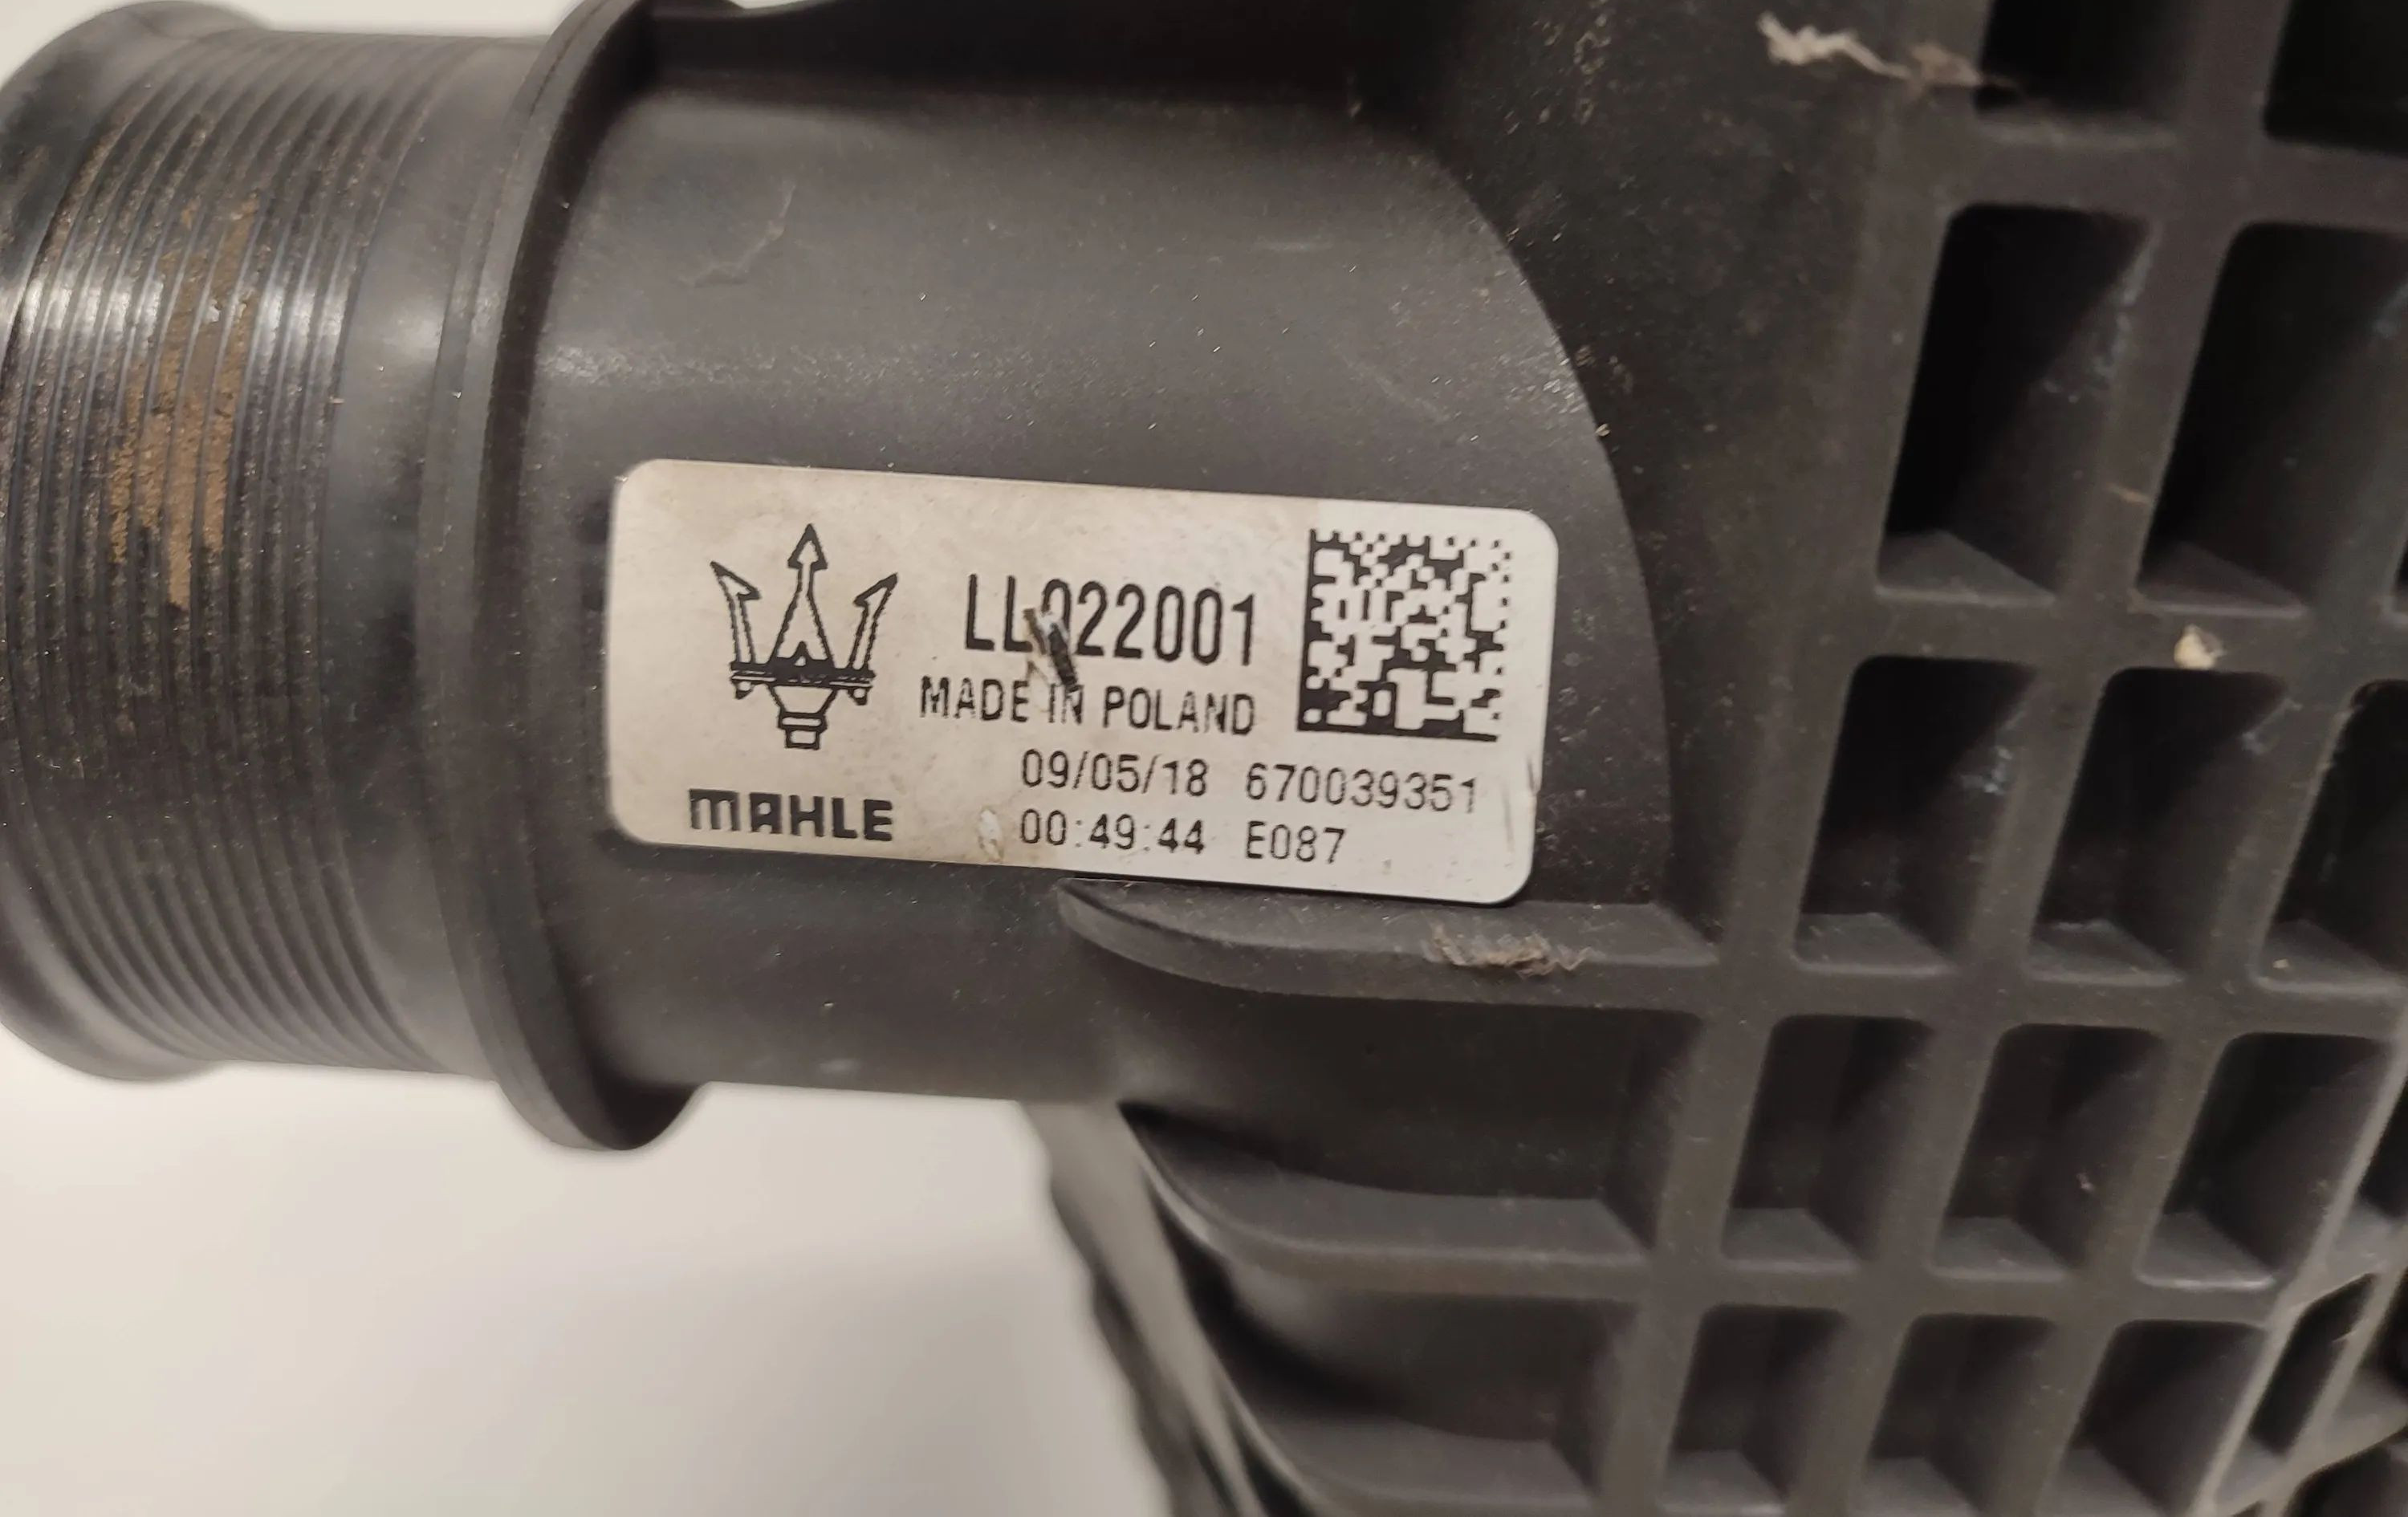 LL022001
MADE IN POLAND
09/05/18 670039351
00:49:44 E087
MAHLE